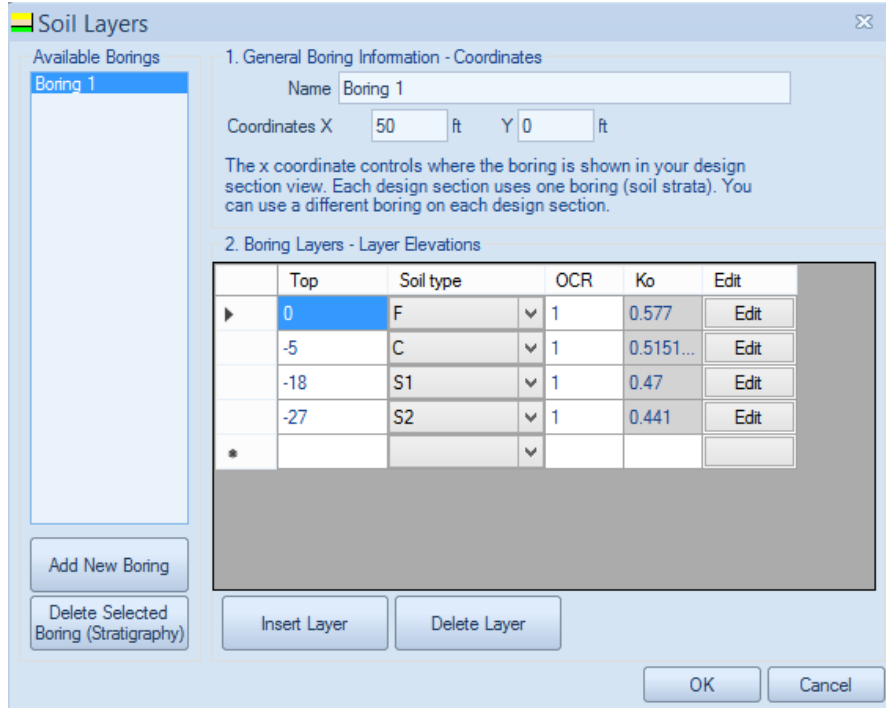 Soil Layers
Available Borings
Boring 1
Add New Boring
Delete Selected
Boring (Stratigraphy)
1. General Boring Information - Coordinates
Name Boring 1
Coordinates X 50 ft Y 0 ft
The x coordinate controls where the boring is shown in your design
section view. Each design section uses one boring (soil strata). You
can use a different boring on each design section.
2. Boring Layers - Layer Elevations
Top Soil type OCR Ko Edit
0 F 1 0.577 Edit
-5 C 1 0.5151... Edit
-18 S1 1 0.47 Edit
-27 S2 1 0.441 Edit
Insert Layer Delete Layer
OK Cancel